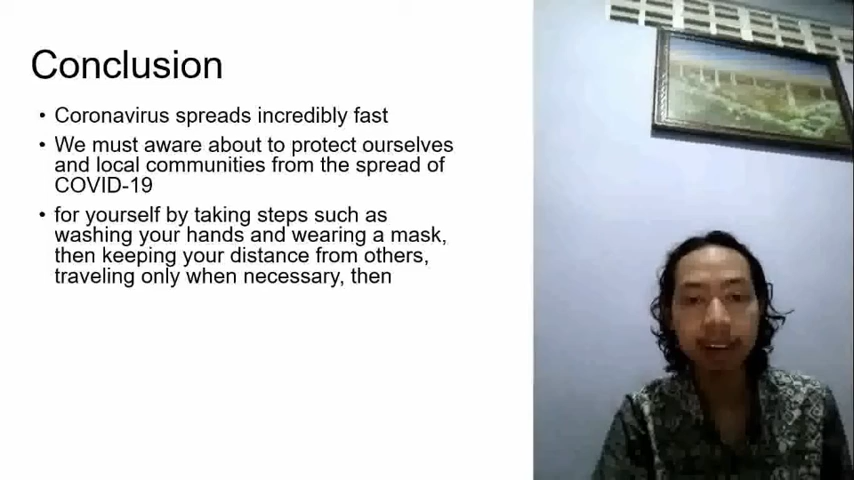 Conclusion
• Coronavirus spreads incredibly fast
• We must aware about to protect ourselves
and local communities from the spread of
COVID-19
• for yourself by taking steps such as
washing your hands and wearing a mask,
then keeping your distance from others,
traveling only when necessary, then